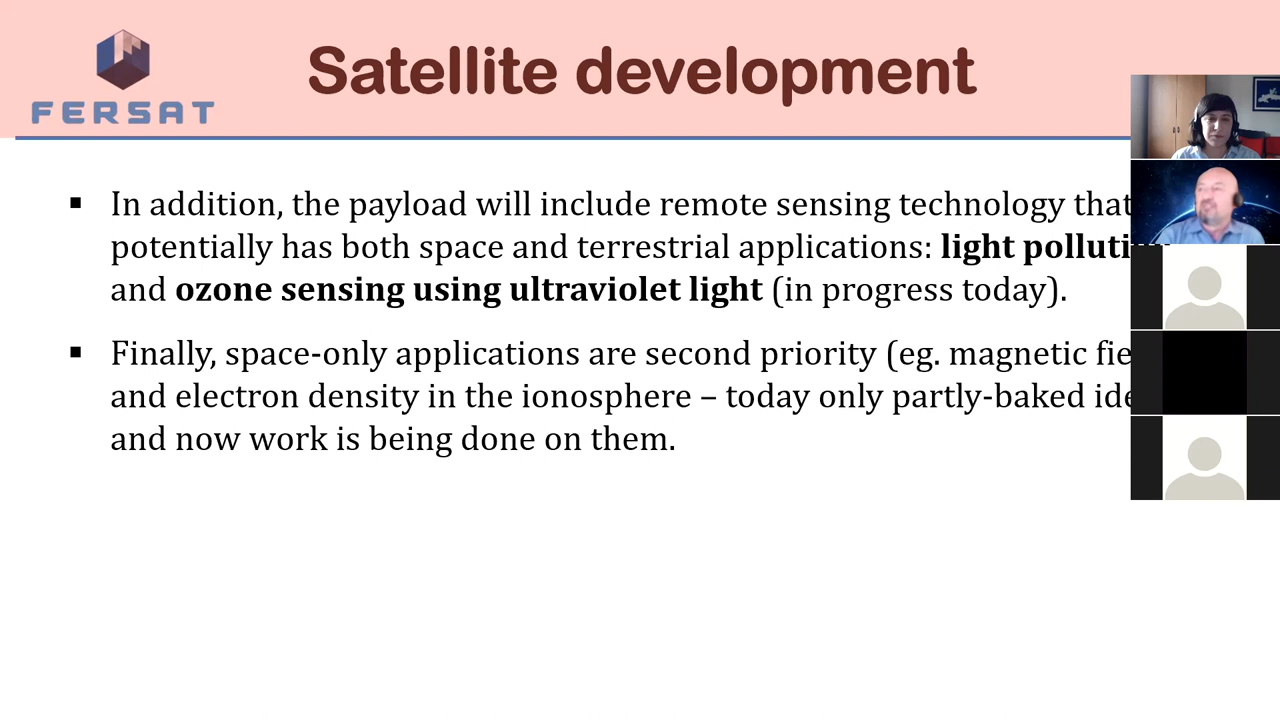 Satellite development
FERSAT
▪ In addition, the payload will include remote sensing technology that
potentially has both space and terrestrial applications: light
and ozone sensing using ultraviolet light (in progress today).
▪ Finally, space-only applications are second priority (eg. magnetic
and electron density in the ionosphere – today only partly-baked
and now work is being done on them.